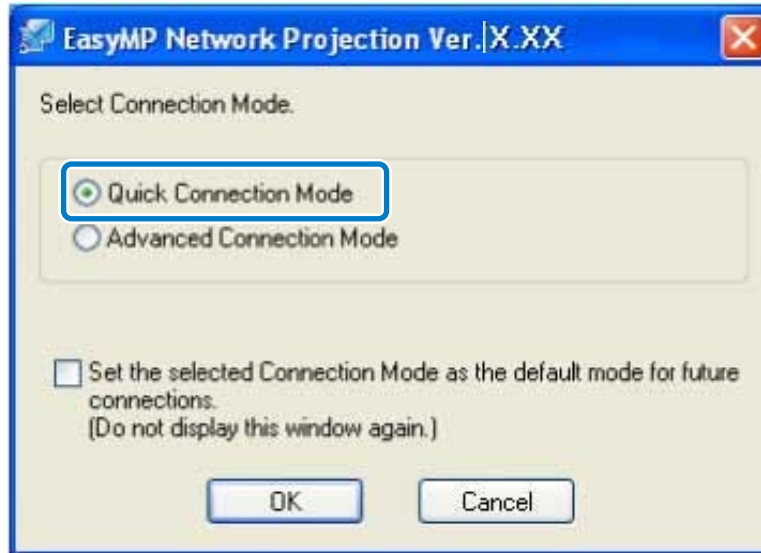 EasyMP Network Projection Ver.X.XX
Select Connection Mode.
Quick Connection Mode
Advanced Connection Mode
Set the selected Connection Mode as the default mode for future
connections.
(Do not display this window again.)
OK
Cancel